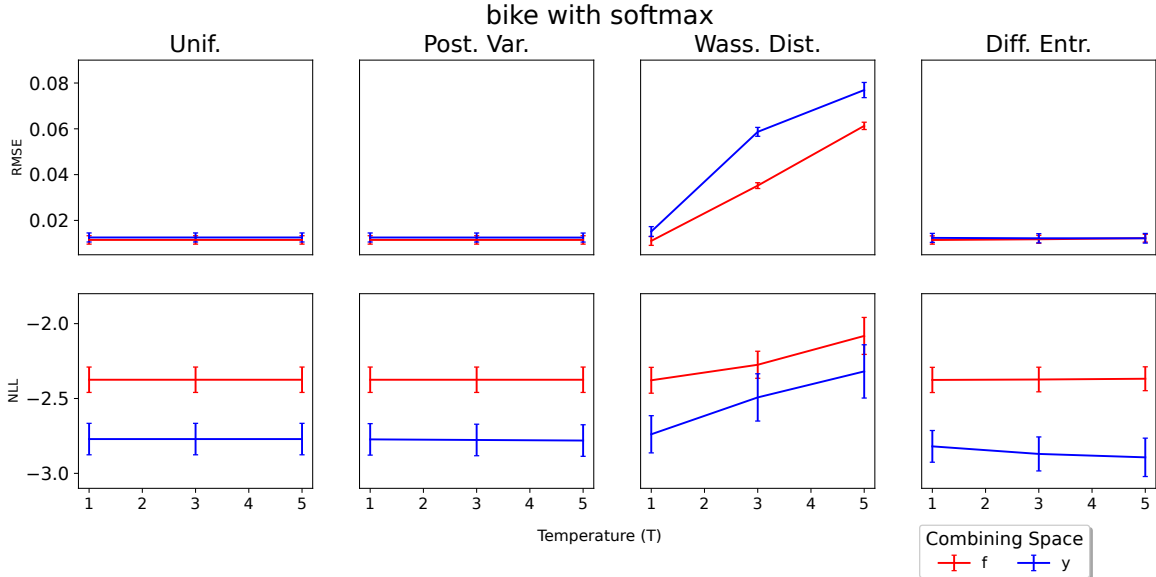 bike with softmax
Unif.
Post. Var.
Wass. Dist.
Diff. Entr.
RMSE
0.08
0.06
0.04
0.02
NLL
−2.0
−2.5
−3.0
1 2 3 4 5
1 2 3 4 5
1 2 3 4 5
1 2 3 4 5
Temperature (T)
Combining Space
f y